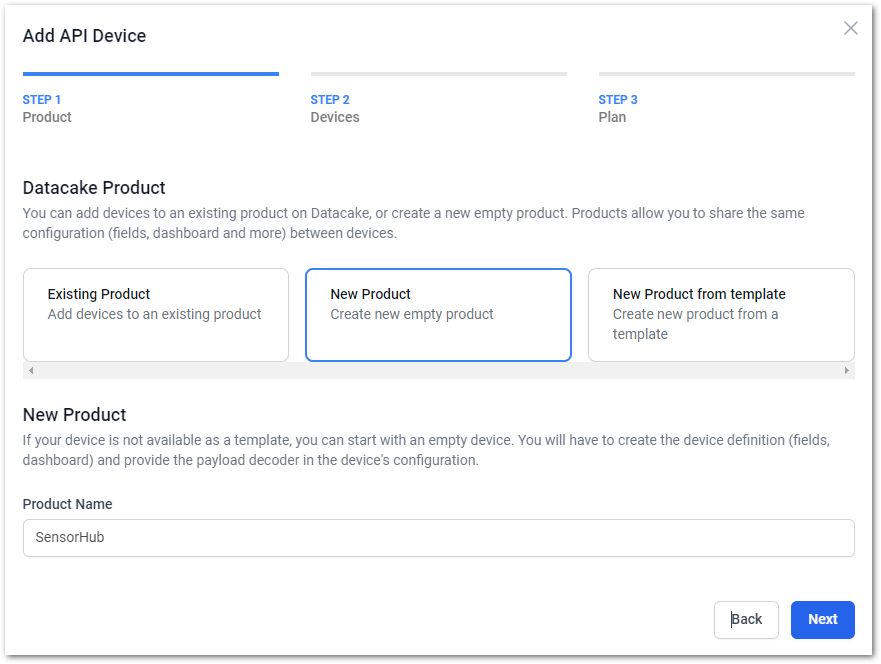 Add API Device
STEP 1
Product
STEP 2
Devices
STEP 3
Plan
Datacake Product
You can add devices to an existing product on Datacake, or create a new empty product. Products allow you to share the same
configuration (fields, dashboard and more) between devices.
Existing Product
Add devices to an existing product
New Product
Create new empty product
New Product from template
Create new product from a
template
New Product
If your device is not available as a template, you can start with an empty device. You will have to create the device definition (fields,
dashboard) and provide the payload decoder in the device's configuration.
Product Name
SensorHub
Back
Next